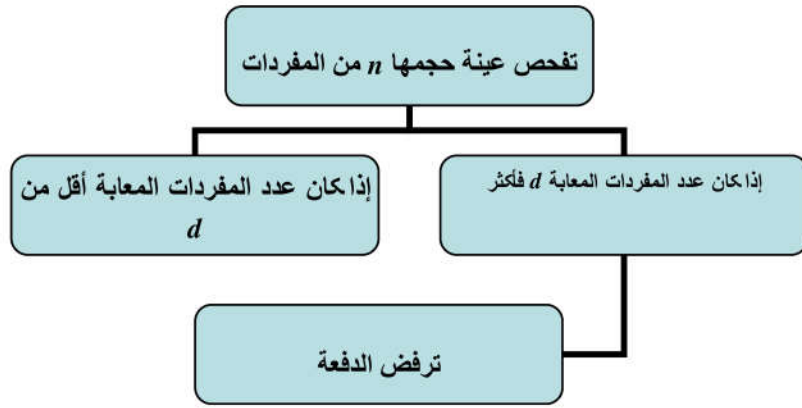 تفحص عينة حجمها n من المفردات
إذا كان عدد المفردات المعابة d فأكثر
إذا كان عدد المفردات المعابة أقل من
d
ترفض الدفعة